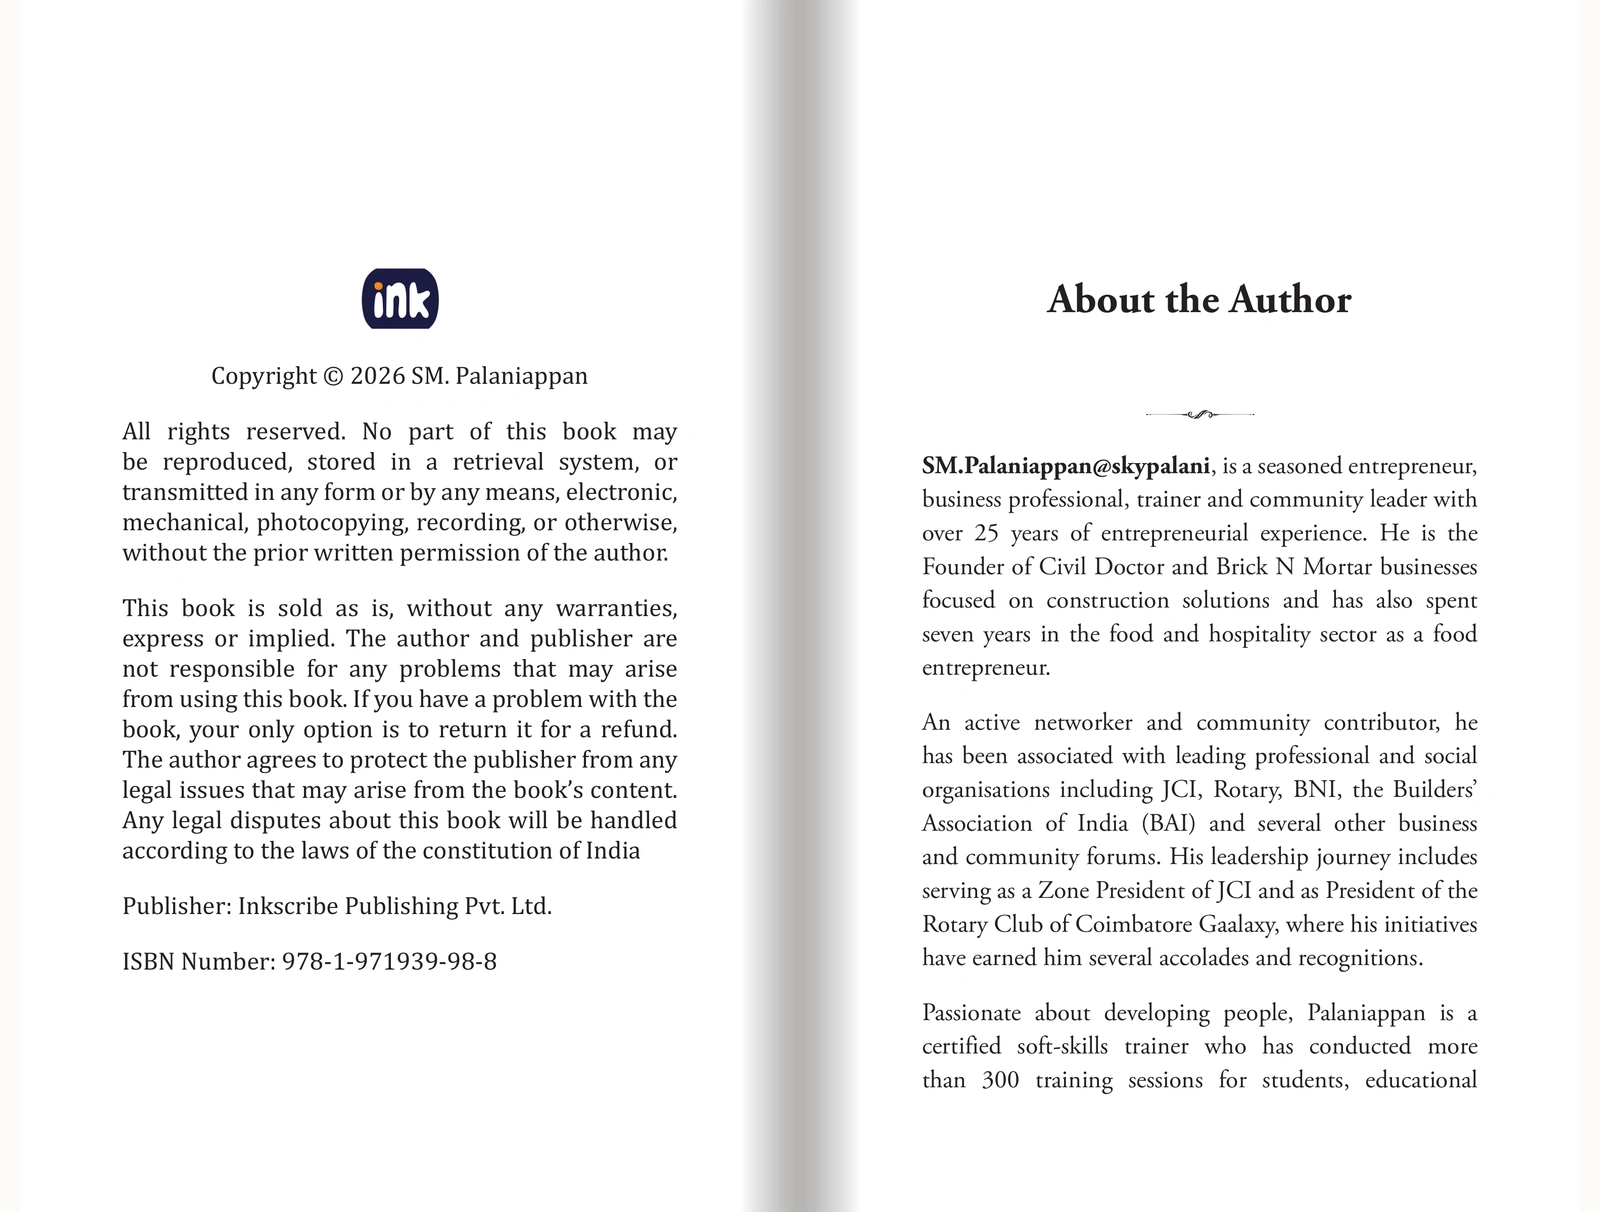 ink
Copyright © 2026 SM. Palaniappan
All rights reserved. No part of this book may
be reproduced, stored in a retrieval system, or
transmitted in any form or by any means, electronic,
mechanical, photocopying, recording, or otherwise,
without the prior written permission of the author.
This book is sold as is, without any warranties,
express or implied. The author and publisher are
not responsible for any problems that may arise
from using this book. If you have a problem with the
book, your only option is to return it for a refund.
The author agrees to protect the publisher from any
legal issues that may arise from the book’s content.
Any legal disputes about this book will be handled
according to the laws of the constitution of India
Publisher: Inkscribe Publishing Pvt. Ltd.
ISBN Number: 978-1-971939-98-8
About the Author
SM.Palaniappan@skypalani, is a seasoned entrepreneur,
business professional, trainer and community leader with
over 25 years of entrepreneurial experience. He is the
Founder of Civil Doctor and Brick N Mortar businesses
focused on construction solutions and has also spent
seven years in the food and hospitality sector as a food
entrepreneur.
An active networker and community contributor, he
has been associated with leading professional and social
organisations including JCI, Rotary, BNI, the Builders’
Association of India (BAI) and several other business
and community forums. His leadership journey includes
serving as a Zone President of JCI and as President of the
Rotary Club of Coimbatore Gaalaxy, where his initiatives
have earned him several accolades and recognitions.
Passionate about developing people, Palaniappan is a
certified soft-skills trainer who has conducted more
than 300 training sessions for students, educational